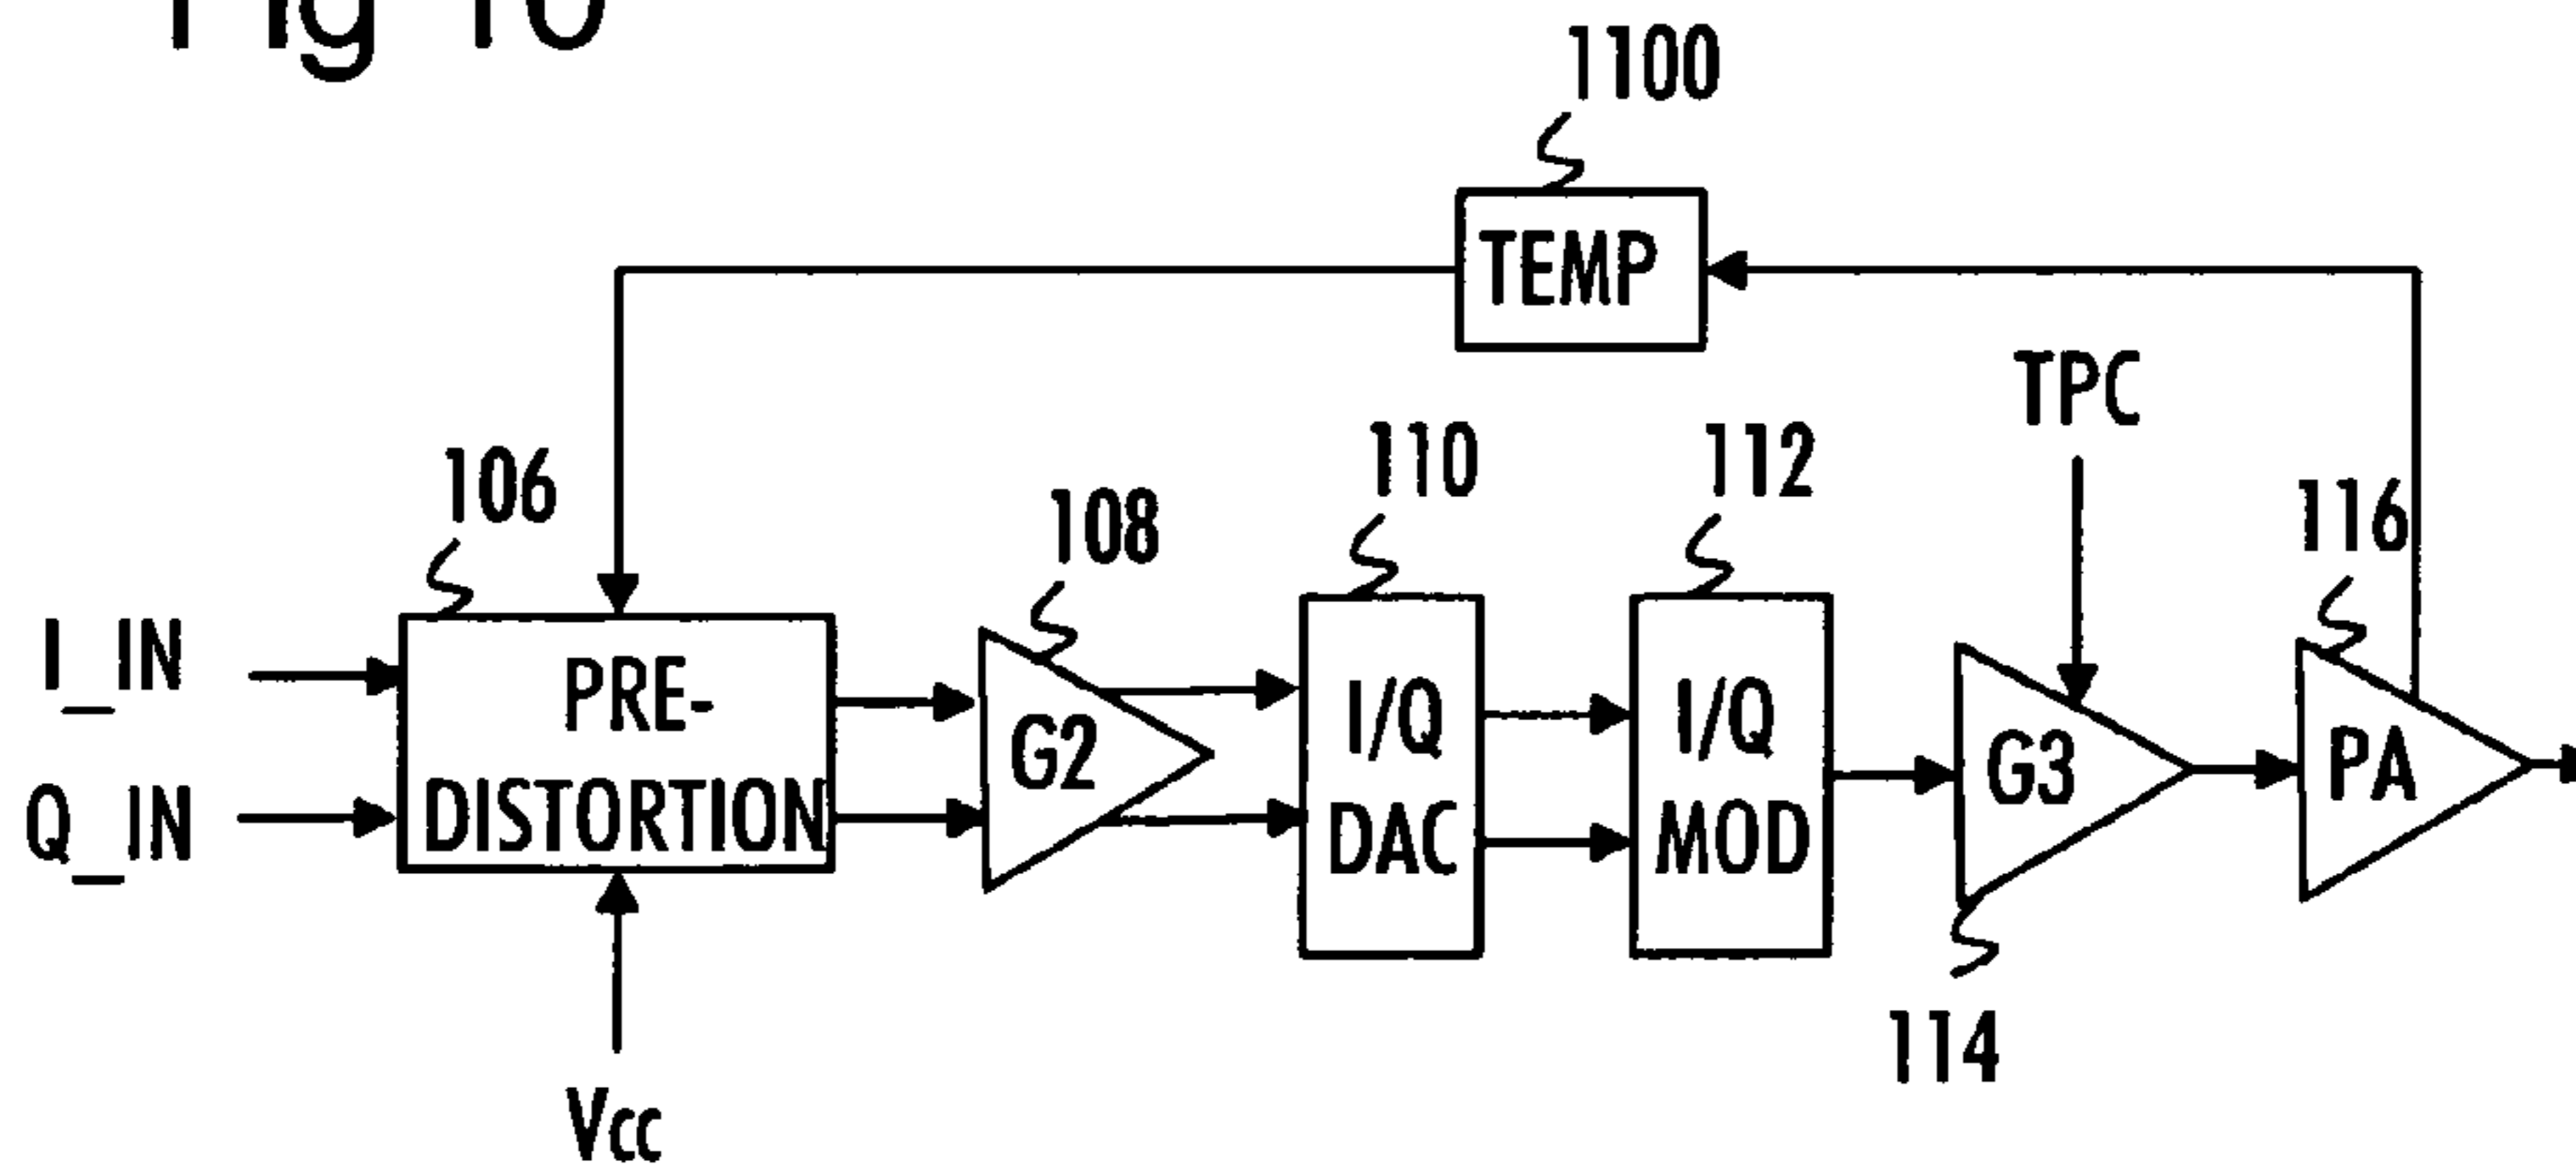 Fig 10
1100
TEMP
TPC
106
108
110
112
116
I_IN
Q_IN
PRE-
DISTORTION
G2
I/Q
DAC
I/Q
MOD
G3
PA
114
Vcc